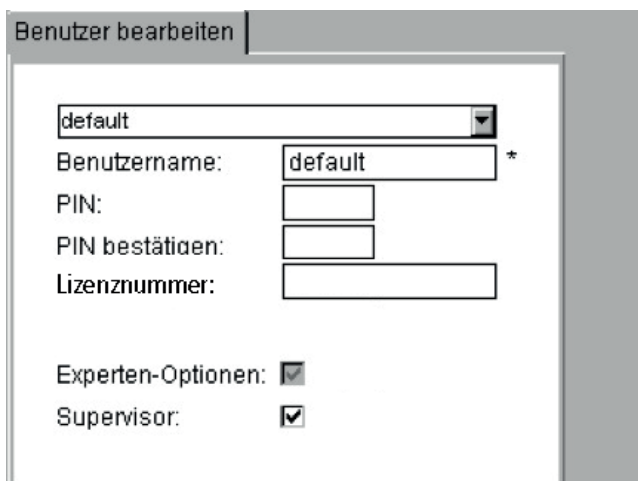 Benutzer bearbeiten
default
Benutzername: default *
PIN:
PIN bestätigen:
Lizenznummer:
Experten-Optionen:
Supervisor: